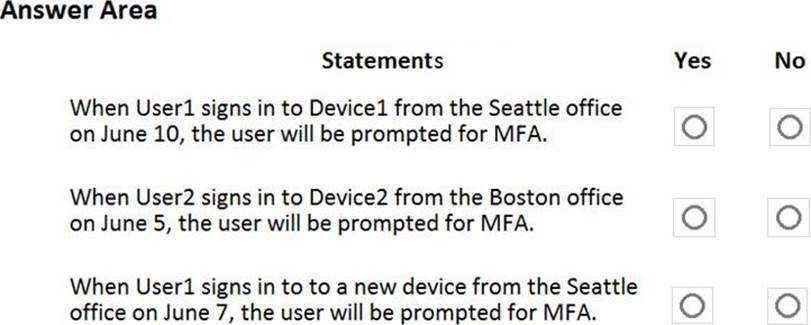 Answer Area
Statements Yes No
When User1 signs in to Device1 from the Seattle office
on June 10, the user will be prompted for MFA.
When User2 signs in to Device2 from the Boston office
on June 5, the user will be prompted for MFA.
When User1 signs in to to a new device from the Seattle
office on June 7, the user will be prompted for MFA.